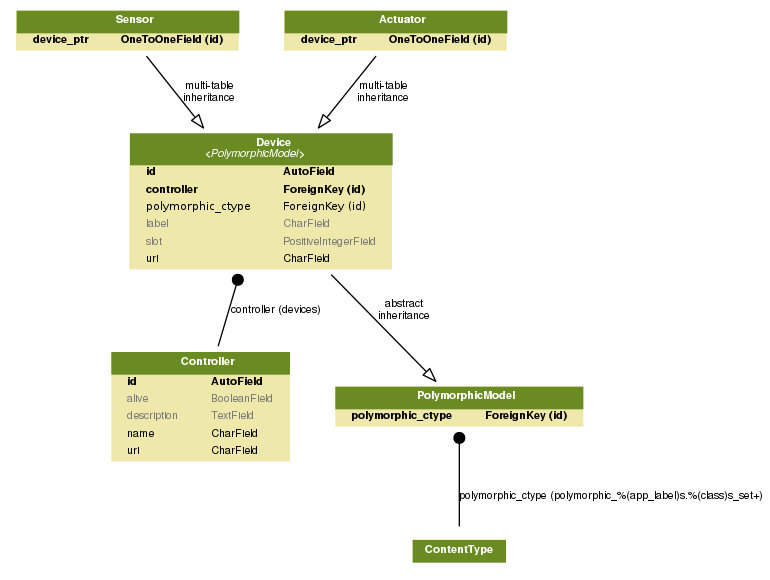 Sensor
device_ptr OneToOneField (id)
Actuator
device_ptr OneToOneField (id)
multi-table
inheritance
multi-table
inheritance
Device
<PolymorphicModel>
id AutoField
controller ForeignKey (id)
polymorphic_ctype ForeignKey (id)
label CharField
slot PositiveIntegerField
uri CharField
controller (devices)
abstract
inheritance
Controller
id AutoField
alive BooleanField
description TextField
name CharField
uri CharField
PolymorphicModel
polymorphic_ctype ForeignKey (id)
polymorphic_ctype (polymorphic_%(app_label)s.%(class)s_set+)
ContentType